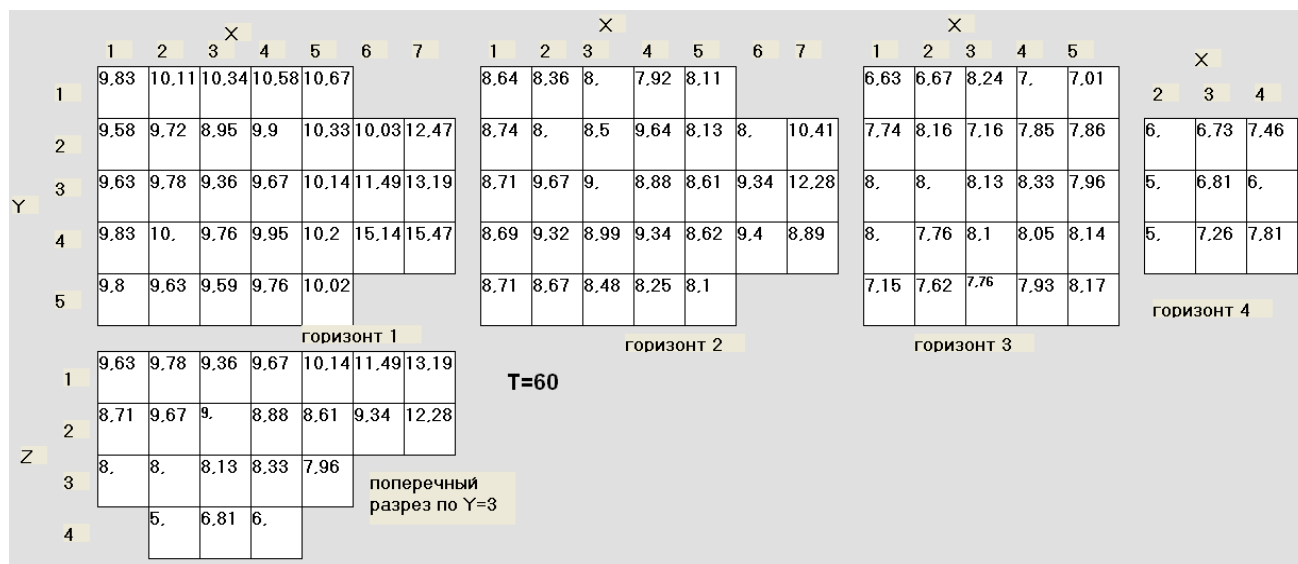 X X X
1 2 3 4 5 6 7 1 2 3 4 5 6 7 1 2 3 4 5 X
1 9,83 10,11 10,34 10,58 10,67 8,64 8,36 8, 7,92 8,11 6,63 6,67 8,24 7, 7,01 2 3 4
2 9,58 9,72 8,95 9,9 10,33 10,03 12,47 8,74 8, 8,5 9,64 8,13 8, 10,41 7,74 8,16 7,16 7,85 7,86 6, 6,73 7,46
Y 3 9,63 9,78 9,36 9,67 10,14 11,49 13,19 8,71 9,67 9, 8,88 8,61 9,34 12,28 8, 8, 8,13 8,33 7,96 5, 6,81 6,
4 9,83 10, 9,76 9,95 10,2 15,14 15,47 8,69 9,32 8,99 9,34 8,62 9,4 8,89 8, 7,76 8,1 8,05 8,14 5, 7,26 7,81
5 9,8 9,63 9,59 9,76 10,02 8,71 8,67 8,48 8,25 8,1 7,15 7,62 7,76 7,93 8,17
горизонт 1 горизонт 2 горизонт 3 горизонт 4
1 9,63 9,78 9,36 9,67 10,14 11,49 13,19
T=60
2 8,71 9,67 9, 8,88 8,61 9,34 12,28
Z
3 8, 8, 8,13 8,33 7,96
поперечный
разрез по Y=3
4 5, 6,81 6,